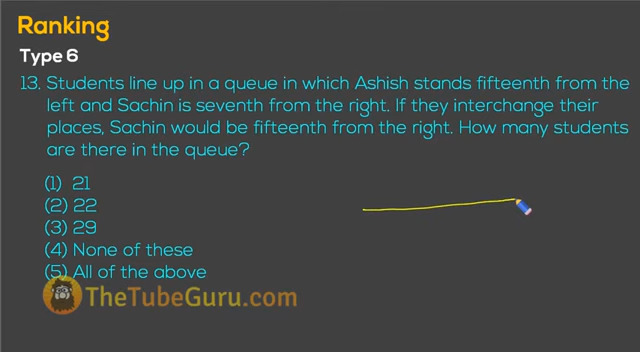 Ranking
Type 6
13. Students line up in a queue in which Ashish stands fifteenth from the
left and Sachin is seventh from the right. If they interchange their
places, Sachin would be fifteenth from the right. How many students
are there in the queue?
(1) 21
(2) 22
(3) 29
(4) None of these
(5) All of the above
TheTubeGuru.com